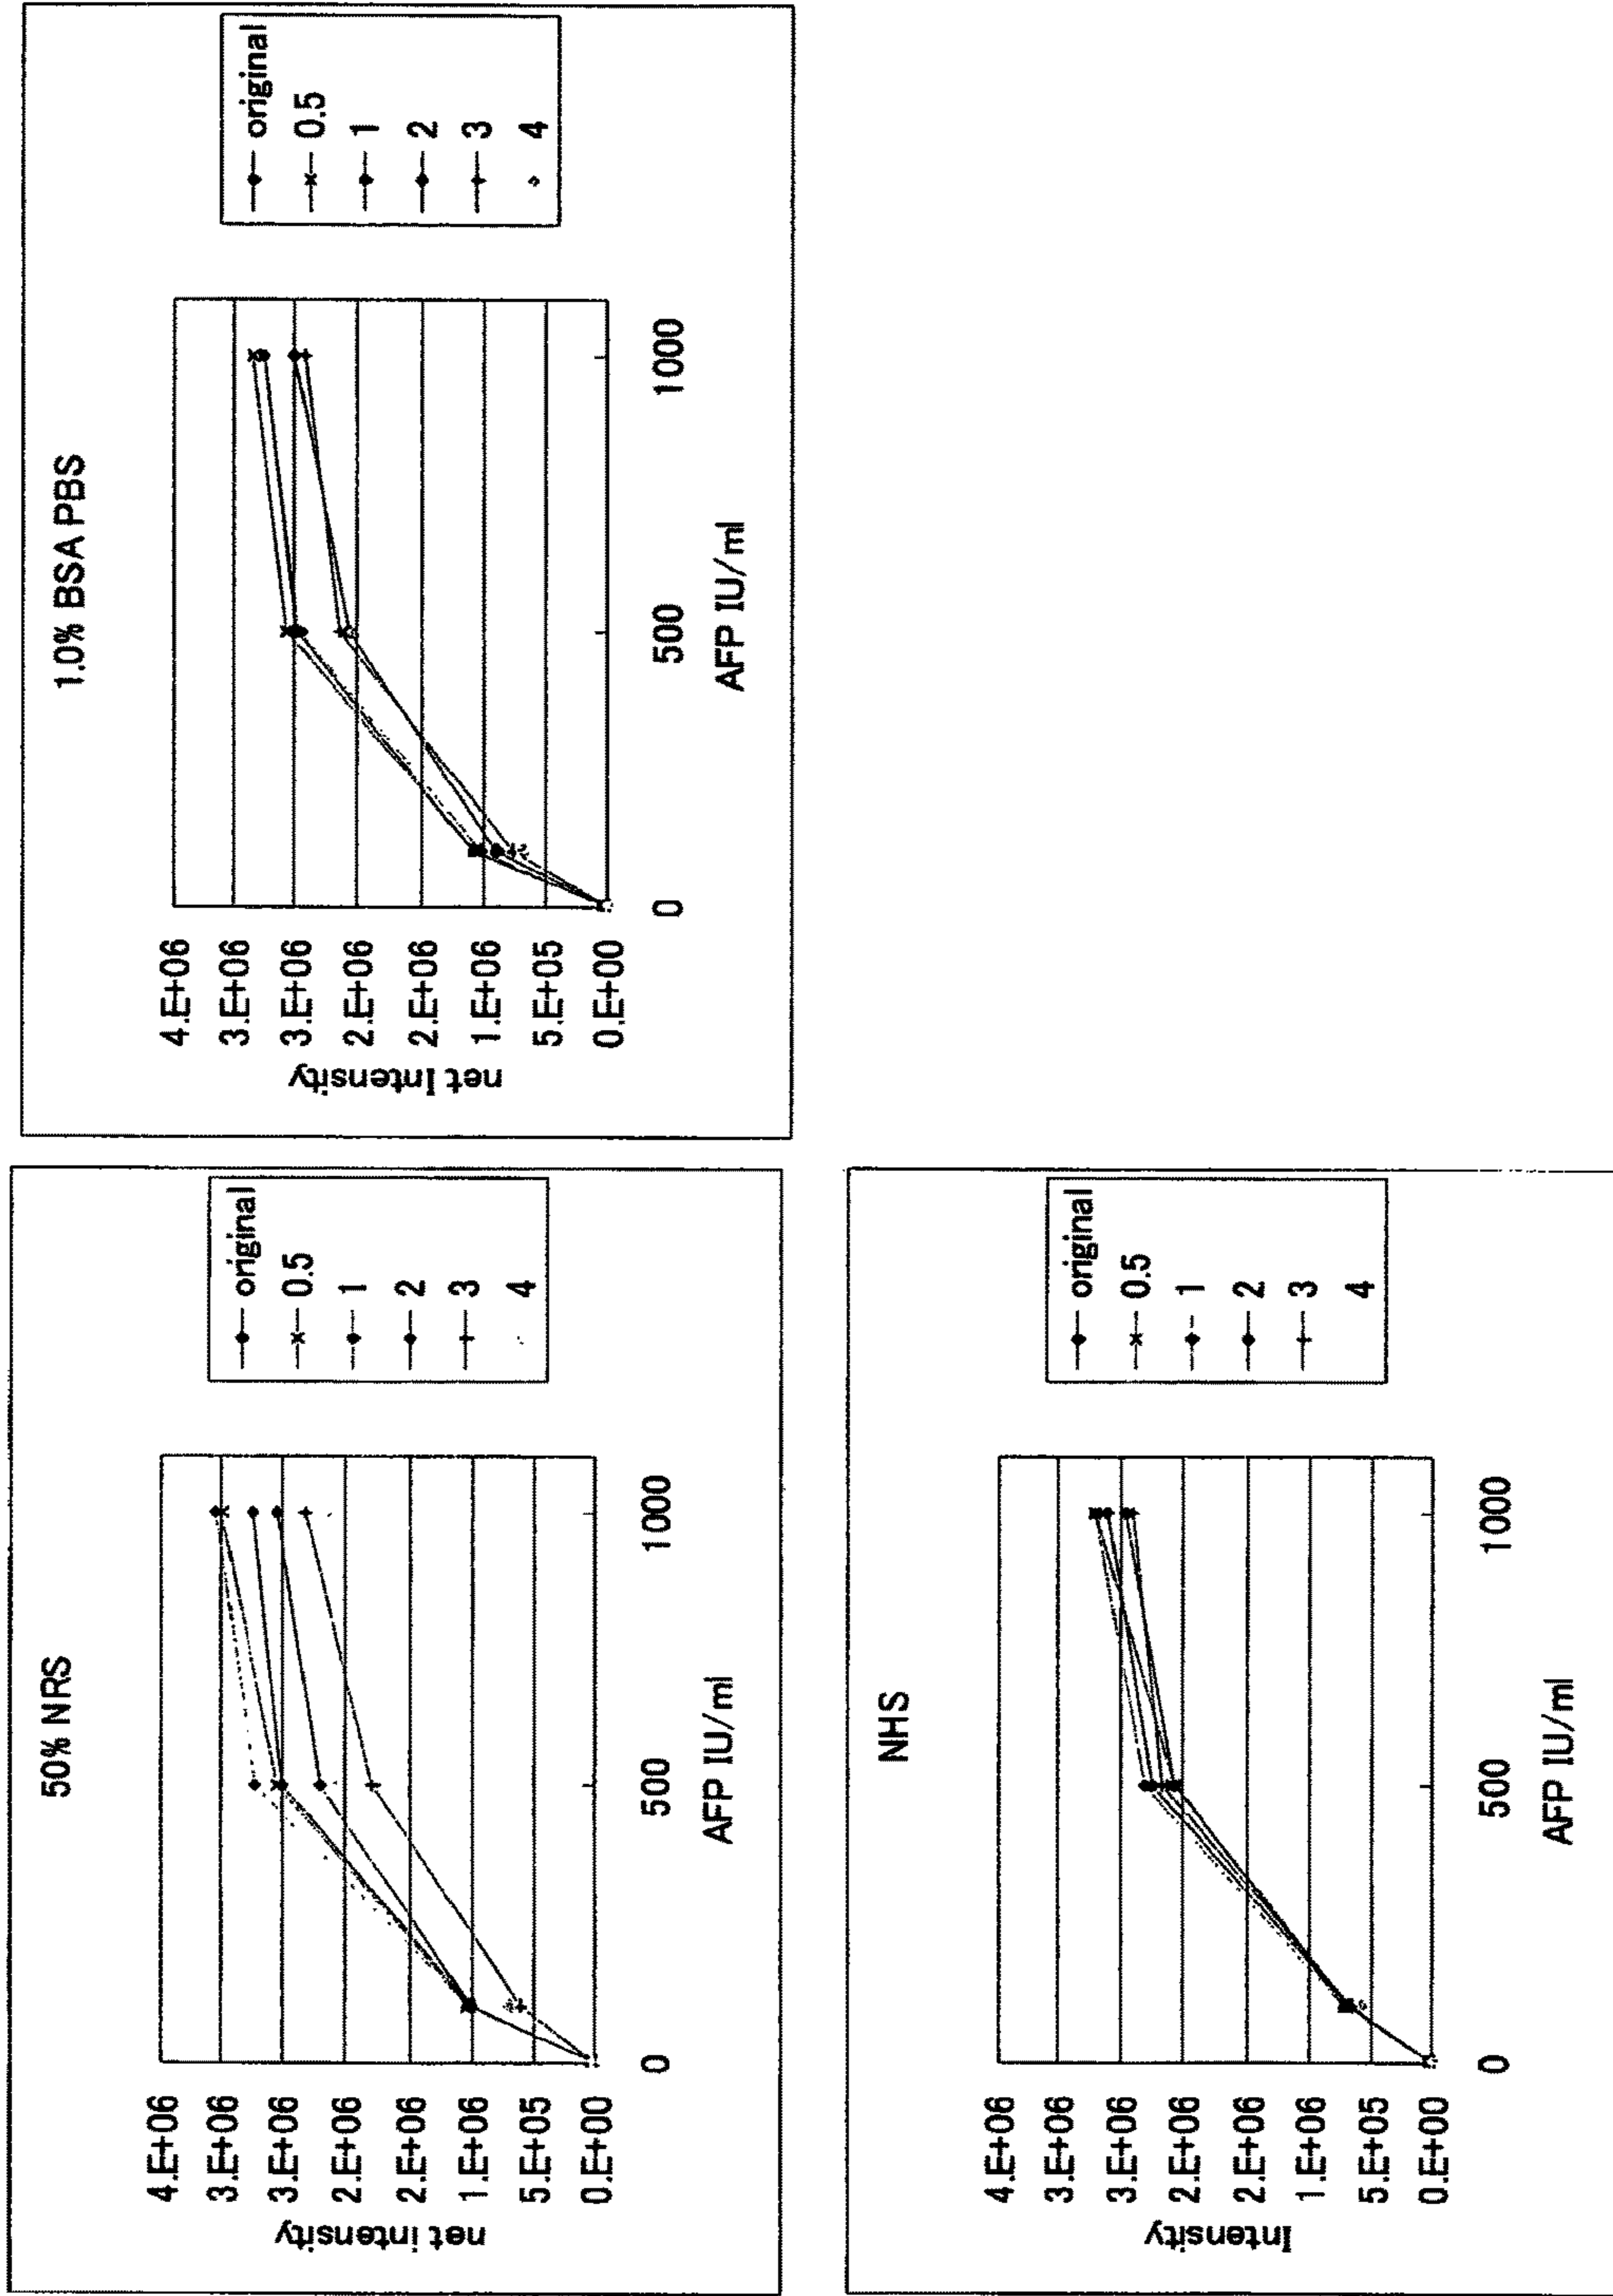 50% NRS
net intensity
4.E+06
3.E+06
3.E+06
2.E+06
2.E+06
1.E+06
5.E+05
0.E+00
0
500
1000
AFP IU/ml
original
0.5
1
2
3
4
1.0% BSA PBS
net Intensity
4.E+06
3.E+06
3.E+06
2.E+06
2.E+06
1.E+06
5.E+05
0.E+00
0
500
1000
AFP IU/ml
original
0.5
1
2
3
4
NHS
Intensity
4.E+06
3.E+06
3.E+06
2.E+06
2.E+06
1.E+06
5.E+05
0.E+00
0
500
1000
AFP IU/ml
original
0.5
1
2
3
4